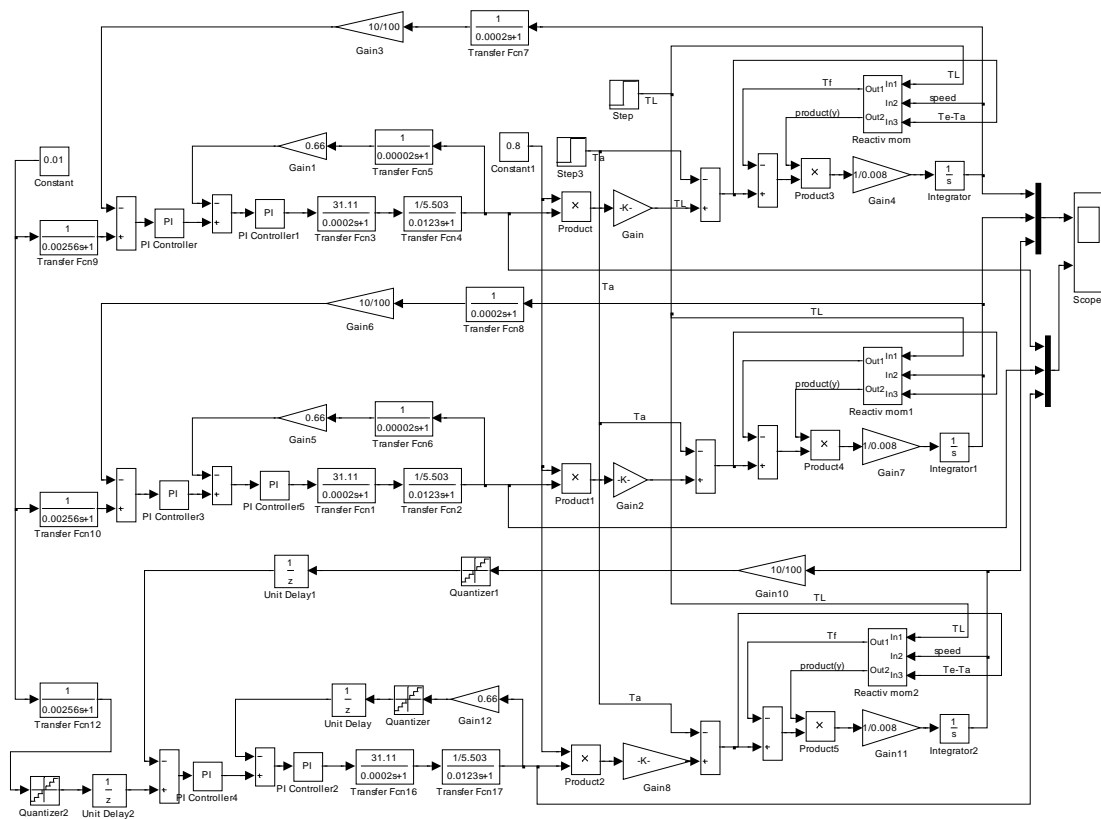 10/100
Gain3
1
0.0002s+1
Transfer Fcn7
TL
Step
TL
Tf
product(y)
Out1
Out2
In1
In2
In3
Reactiv mom
TL
speed
Te-Ta
0.01
Constant
0.66
Gain1
1
0.00002s+1
Transfer Fcn5
0.8
Constant1
Step3
Ta
1
0.00256s+1
Transfer Fcn9
PI
PI Controller
PI
PI Controller1
31.11
0.0002s+1
Transfer Fcn3
1/5.503
0.0123s+1
Transfer Fcn4
×
Product
-K-
Gain
TL
×
Product3
1/0.008
Gain4
1
s
Integrator
Scope
10/100
Gain6
1
0.0002s+1
Transfer Fcn8
Ta
TL
Out1
Out2
In1
In2
In3
Reactiv mom1
product(y)
0.66
Gain5
1
0.00002s+1
Transfer Fcn6
Ta
1
0.00256s+1
Transfer Fcn10
PI
PI Controller3
PI
PI Controller5
31.11
0.0002s+1
Transfer Fcn1
1/5.503
0.0123s+1
Transfer Fcn2
×
Product1
-K-
Gain2
×
Product4
1/0.008
Gain7
1
s
Integrator1
1
z
Unit Delay1
Quantizer1
10/100
Gain10
TL
Tf
product(y)
Out1
Out2
In1
In2
In3
Reactiv mom2
TL
speed
Te-Ta
1
0.00256s+1
Transfer Fcn12
1
z
Unit Delay
Quantizer
0.66
Gain12
Ta
Quantizer2
1
z
Unit Delay2
PI
PI Controller4
PI
PI Controller2
31.11
0.0002s+1
Transfer Fcn16
1/5.503
0.0123s+1
Transfer Fcn17
×
Product2
-K-
Gain8
×
Product5
1/0.008
Gain11
1
s
Integrator2